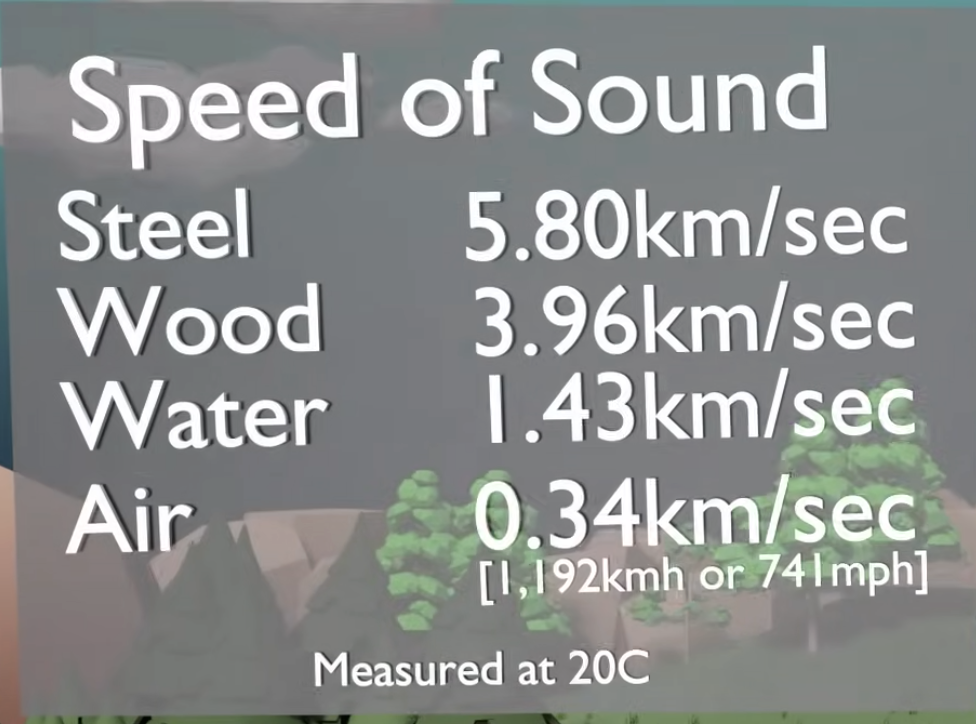 Speed of Sound
Steel 5.80km/sec
Wood 3.96km/sec
Water 1.43km/sec
Air 0.34km/sec
[1,192kmh or 741mph]
Measured at 20C